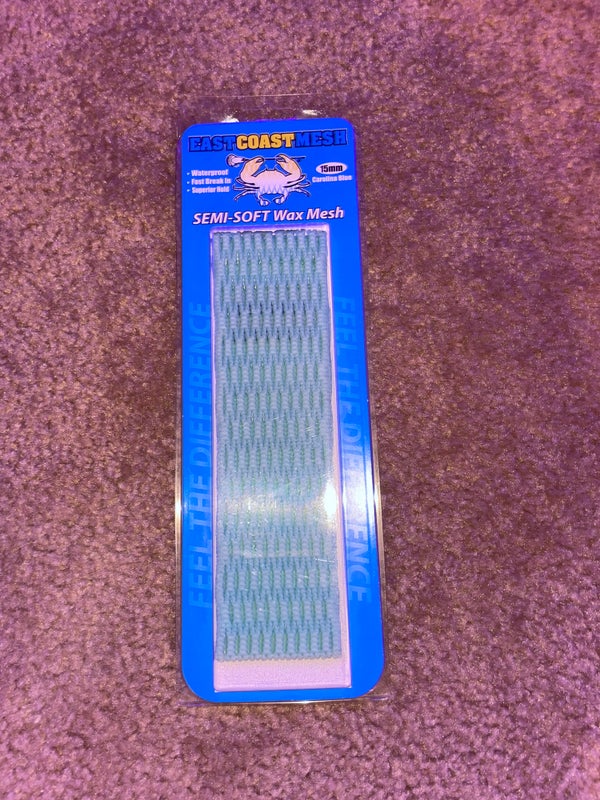 EASTCOASTMESH
• Waterproof
• Fast Break In
• Superior Hold
15mm
Carolina Blue
SEMI-SOFT Wax Mesh
FEEL THE DIFFERENCE
FEEL THE DIFFERENCE